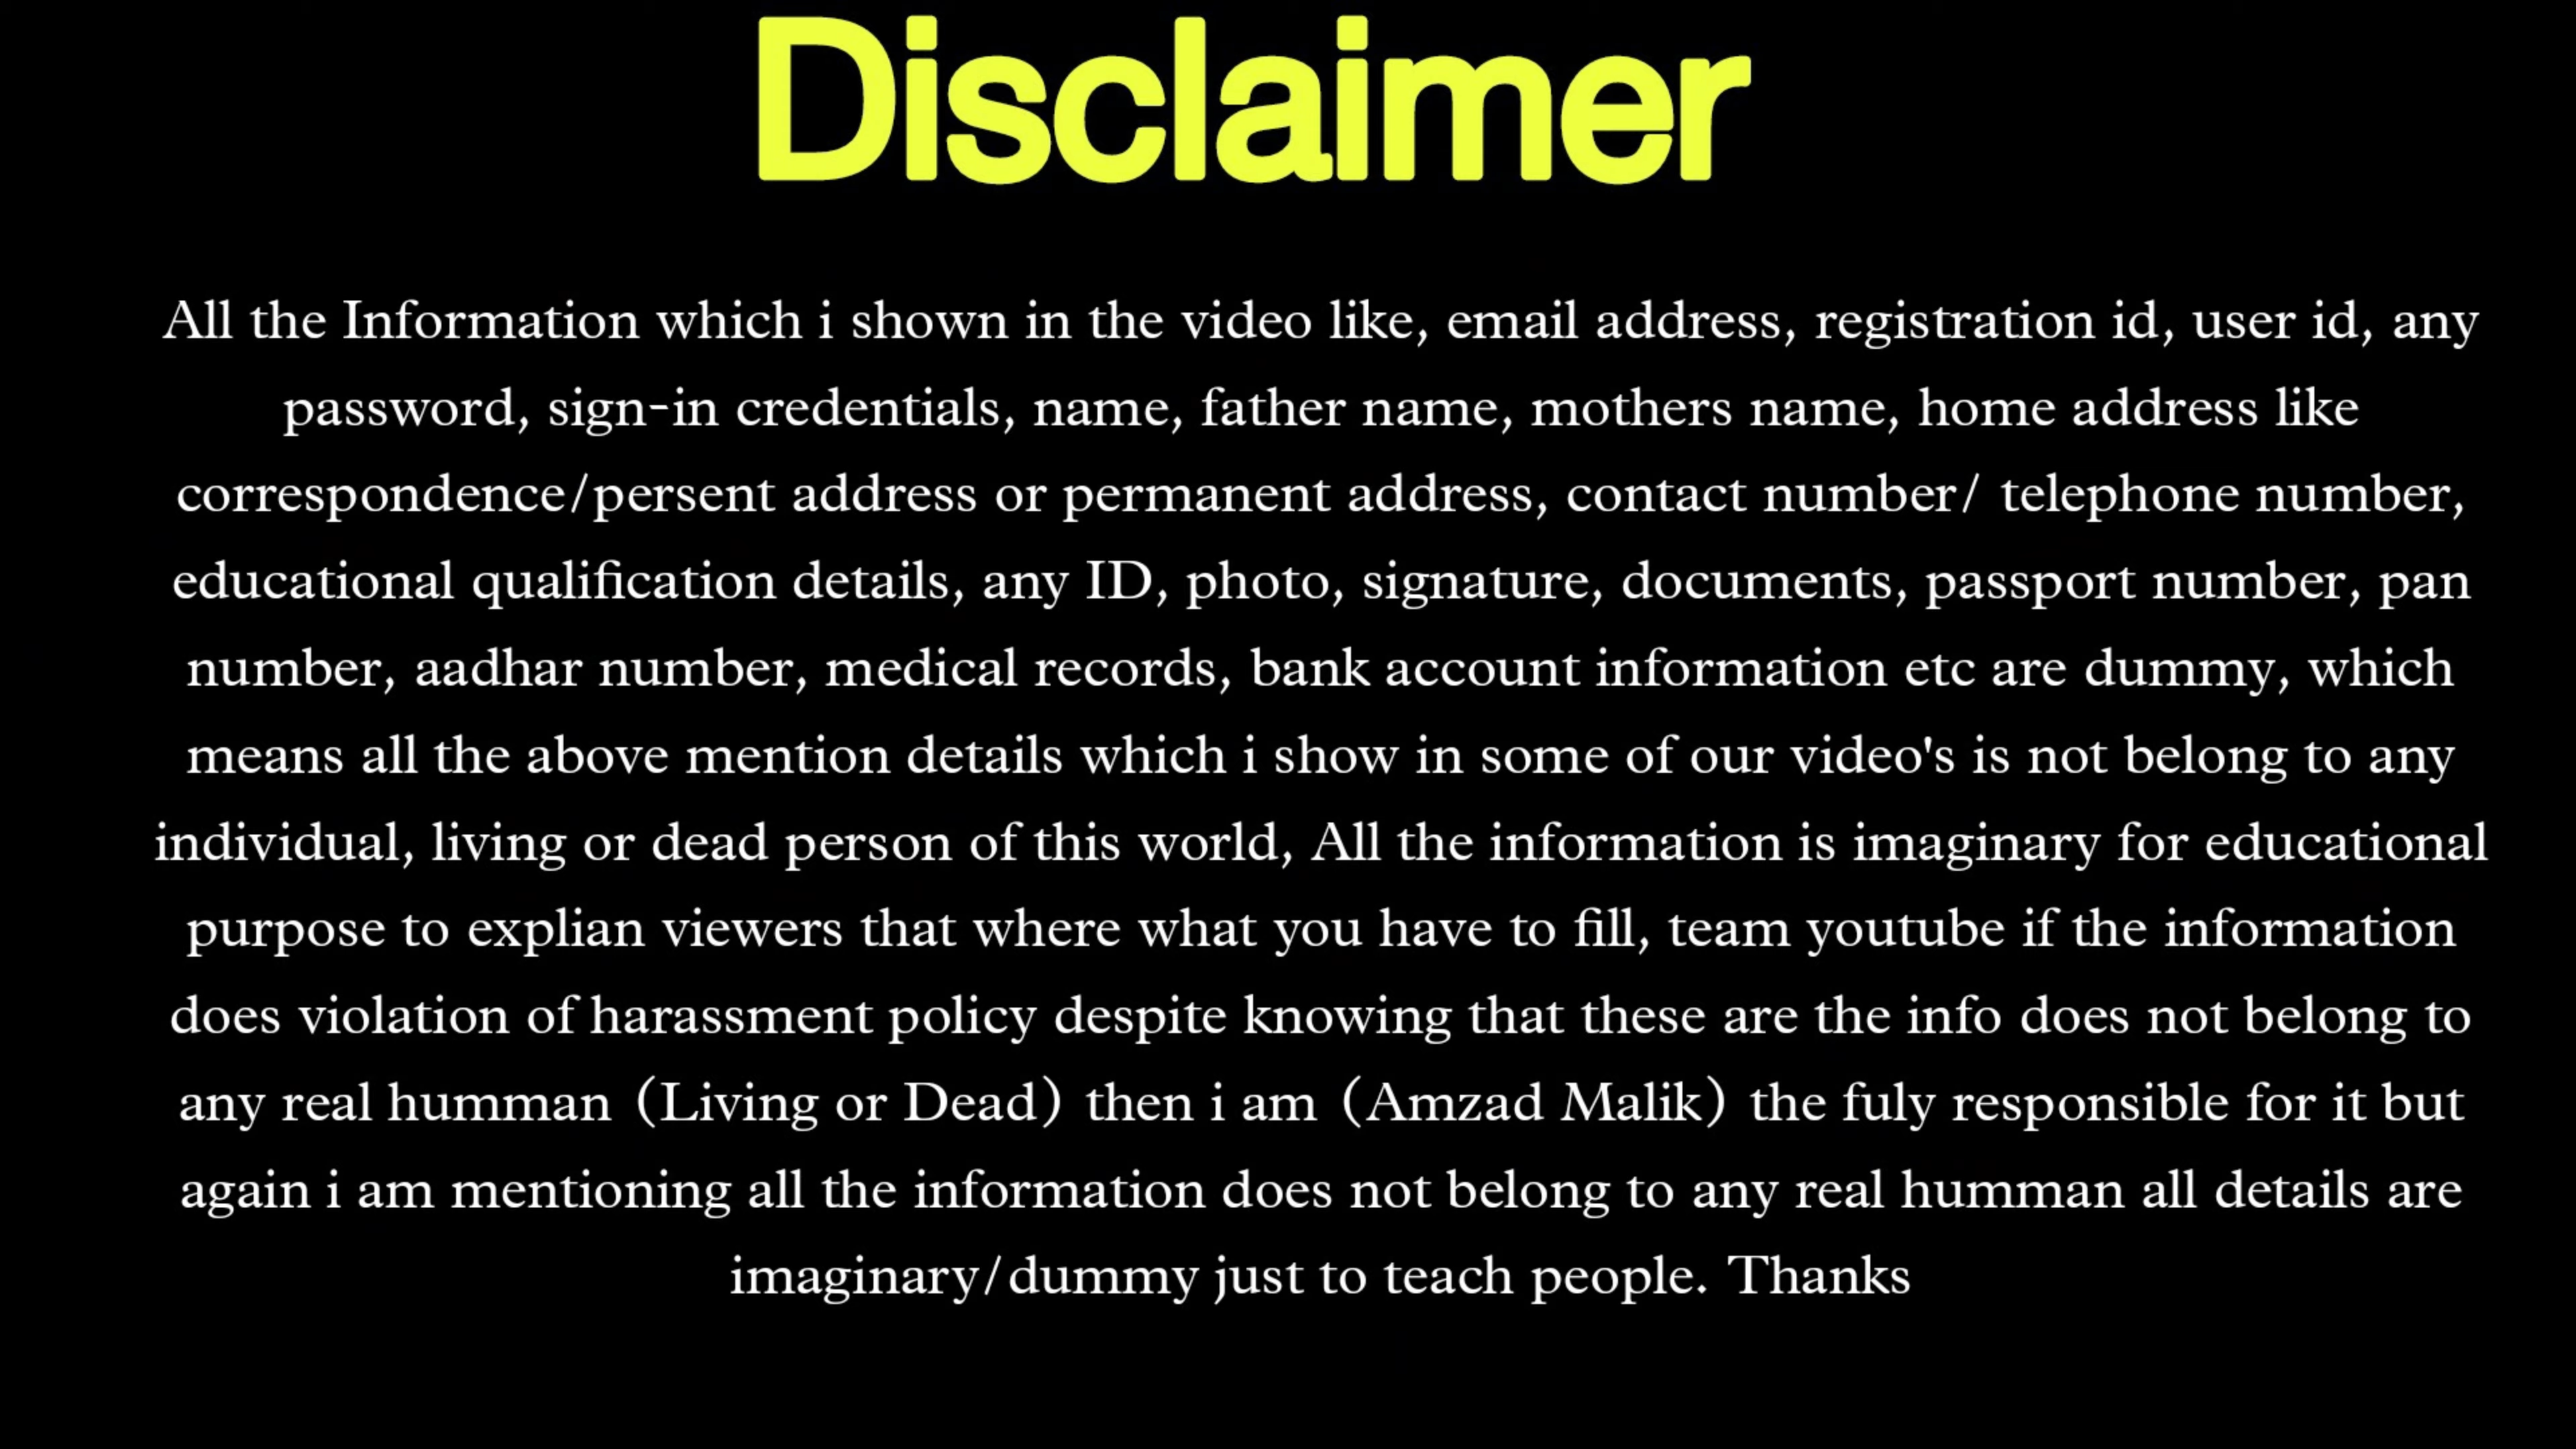 Disclaimer
All the Information which i shown in the video like, email address, registration id, user id, any
password, sign-in credentials, name, father name, mothers name, home address like
correspondence/persent address or permanent address, contact number/ telephone number,
educational qualification details, any ID, photo, signature, documents, passport number, pan
number, aadhar number, medical records, bank account information etc are dummy, which
means all the above mention details which i show in some of our video's is not belong to any
individual, living or dead person of this world, All the information is imaginary for educational
purpose to explian viewers that where what you have to fill, team youtube if the information
does violation of harassment policy despite knowing that these are the info does not belong to
any real humman (Living or Dead) then i am (Amzad Malik) the fuly responsible for it but
again i am mentioning all the information does not belong to any real humman all details are
imaginary/dummy just to teach people. Thanks